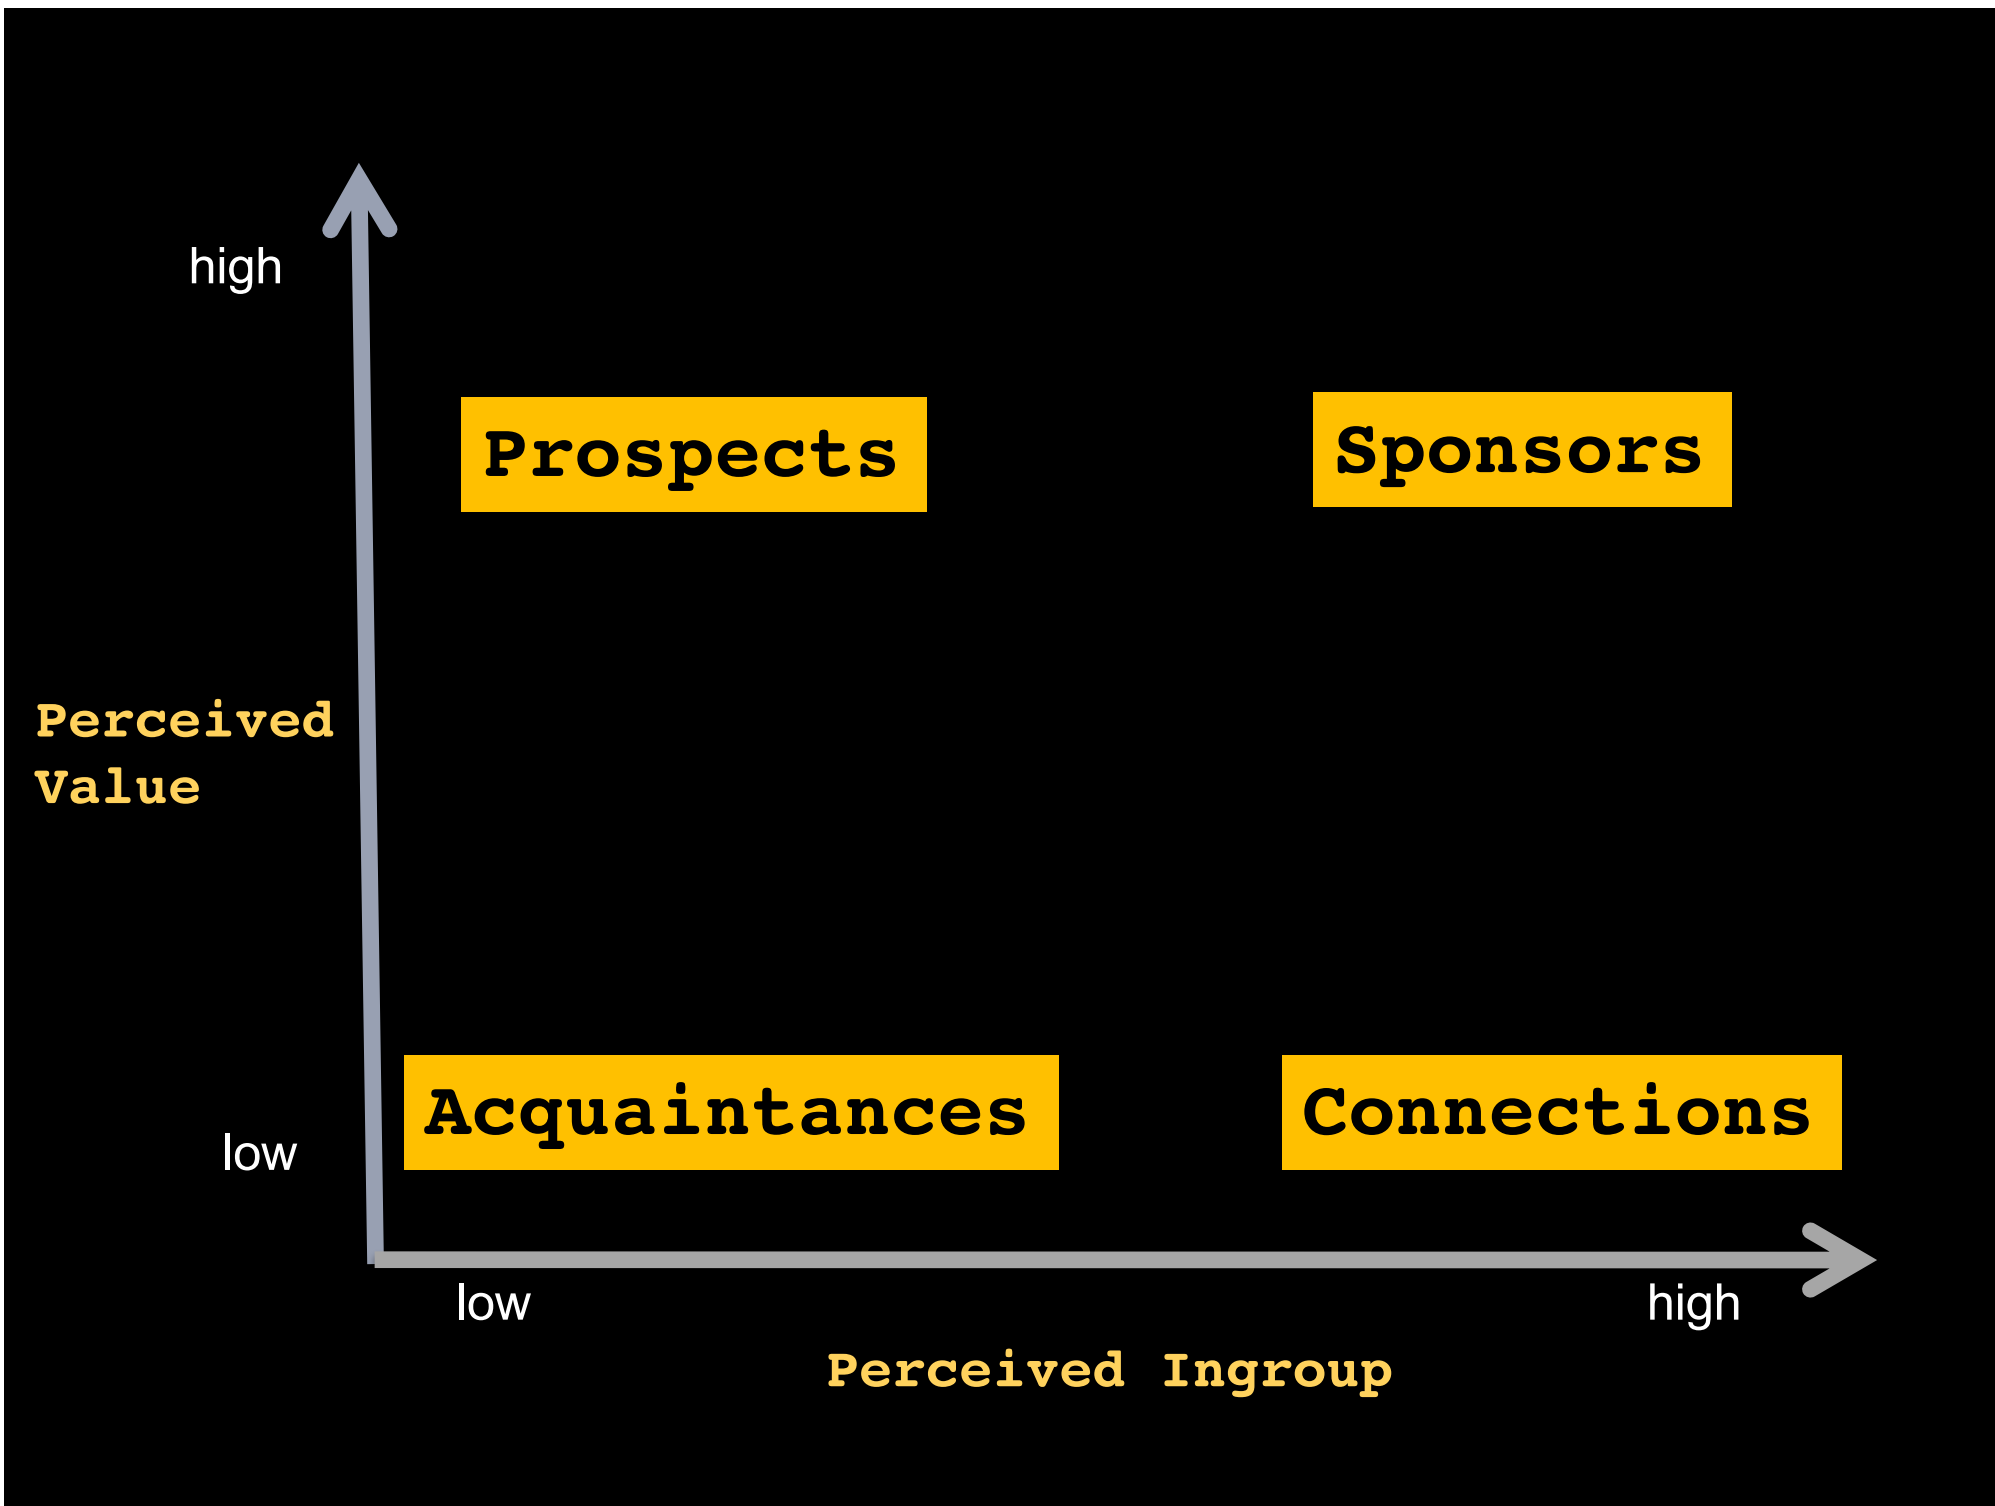 high
Prospects
Sponsors
Perceived
Value
Acquaintances
Connections
low
low
high
Perceived Ingroup